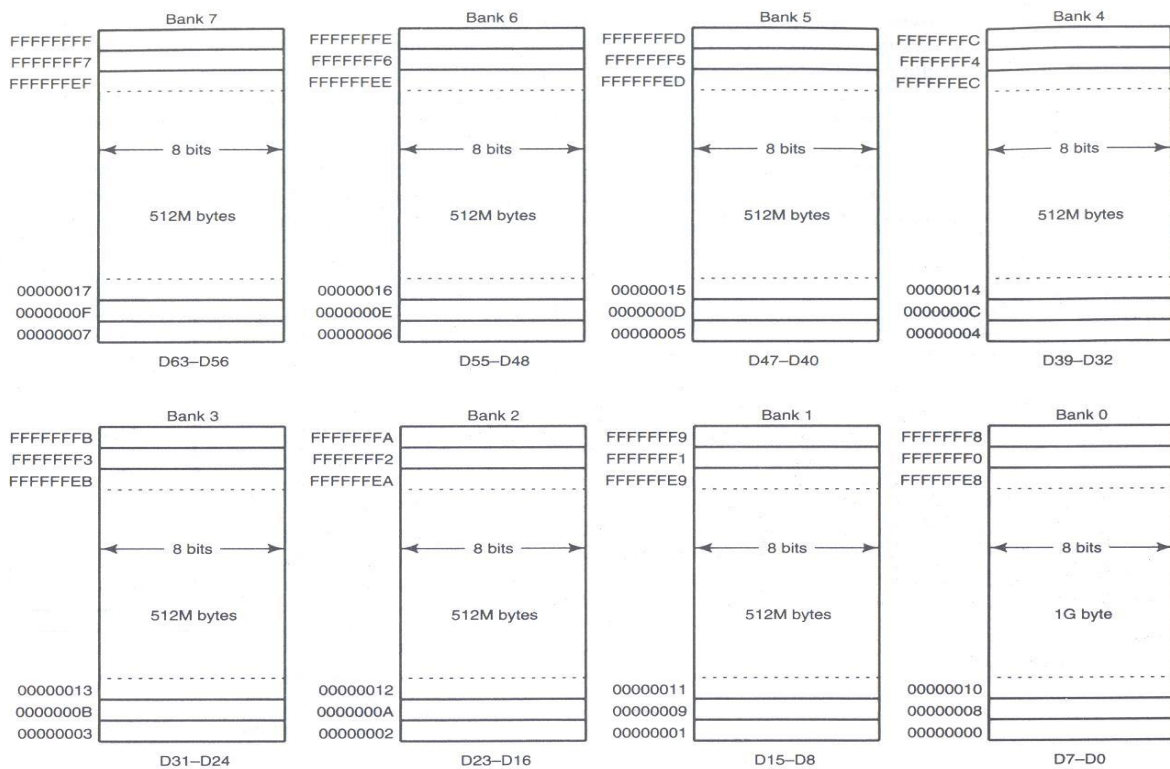 Bank 7
FFFFFFFF
FFFFFFF7
FFFFFFEF
8 bits
512M bytes
00000017
0000000F
00000007
D63–D56
Bank 6
FFFFFFFE
FFFFFFF6
FFFFFFEE
8 bits
512M bytes
00000016
0000000E
00000006
D55–D48
Bank 5
FFFFFFFD
FFFFFFF5
FFFFFFED
8 bits
512M bytes
00000015
0000000D
00000005
D47–D40
Bank 4
FFFFFFFC
FFFFFFF4
FFFFFFEC
8 bits
512M bytes
00000014
0000000C
00000004
D39–D32
Bank 3
FFFFFFFB
FFFFFFF3
FFFFFFEB
8 bits
512M bytes
00000013
0000000B
00000003
D31–D24
Bank 2
FFFFFFFA
FFFFFFF2
FFFFFFEA
8 bits
512M bytes
00000012
0000000A
00000002
D23–D16
Bank 1
FFFFFFF9
FFFFFFF1
FFFFFFE9
8 bits
512M bytes
00000011
00000009
00000001
D15–D8
Bank 0
FFFFFFF8
FFFFFFF0
FFFFFFE8
8 bits
1G byte
00000010
00000008
00000000
D7–D0